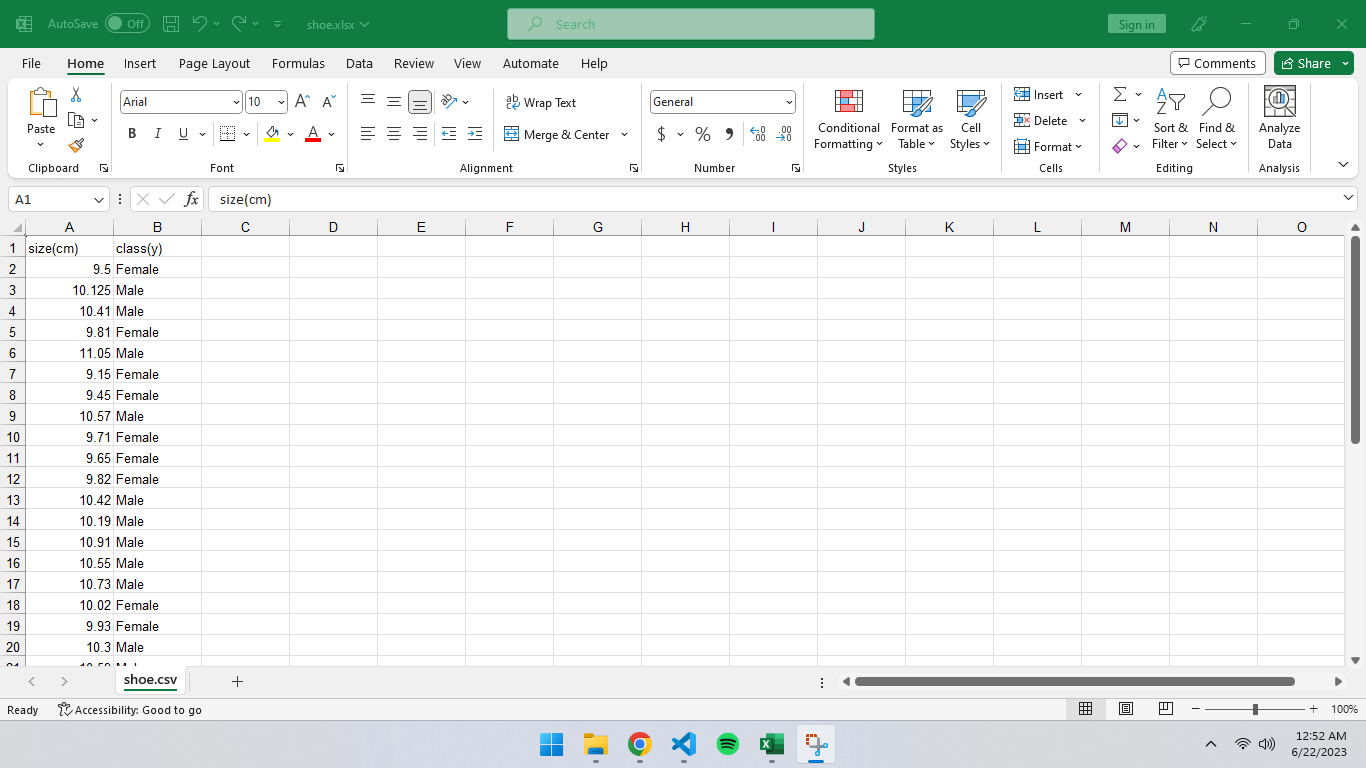 AutoSave Off shoe.xlsx Search Sign in
File Home Insert Page Layout Formulas Data Review View Automate Help Comments Share
Arial 10 Wrap Text General Insert
Paste B I U Merge & Center $ % Conditional Formatting Format as Table Cell Styles Delete Sort & Filter Find & Select Analyze Data
Format
Clipboard Font Alignment Number Styles Cells Editing Analysis
A1 fx size(cm)
A B C D E F G H I J K L M N O
1 size(cm) class(y)
2 9.5 Female
3 10.125 Male
4 10.41 Male
5 9.81 Female
6 11.05 Male
7 9.15 Female
8 9.45 Female
9 10.57 Male
10 9.71 Female
11 9.65 Female
12 9.82 Female
13 10.42 Male
14 10.19 Male
15 10.91 Male
16 10.55 Male
17 10.73 Male
18 10.02 Female
19 9.93 Female
20 10.3 Male
shoe.csv
Ready Accessibility: Good to go 100%
12:52 AM
6/22/2023